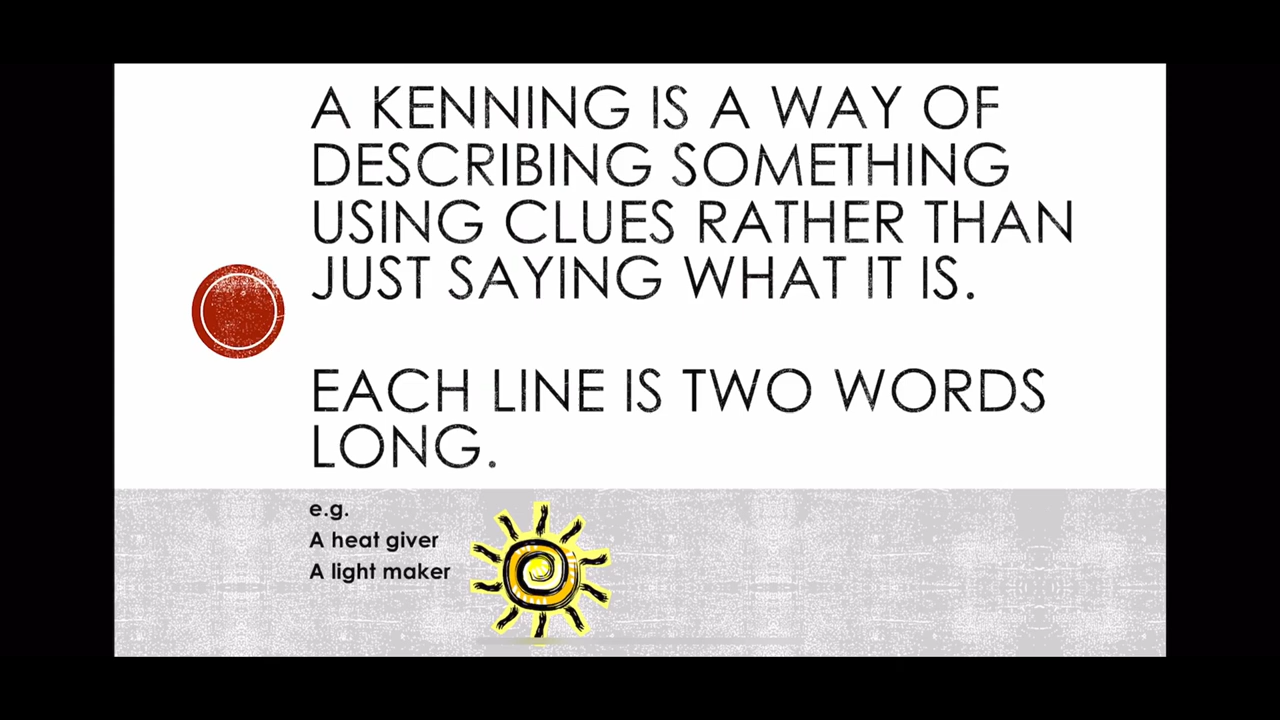 A KENNING IS A WAY OF
DESCRIBING SOMETHING
USING CLUES RATHER THAN
JUST SAYING WHAT IT IS.
EACH LINE IS TWO WORDS
LONG.
e.g.
A heat giver
A light maker